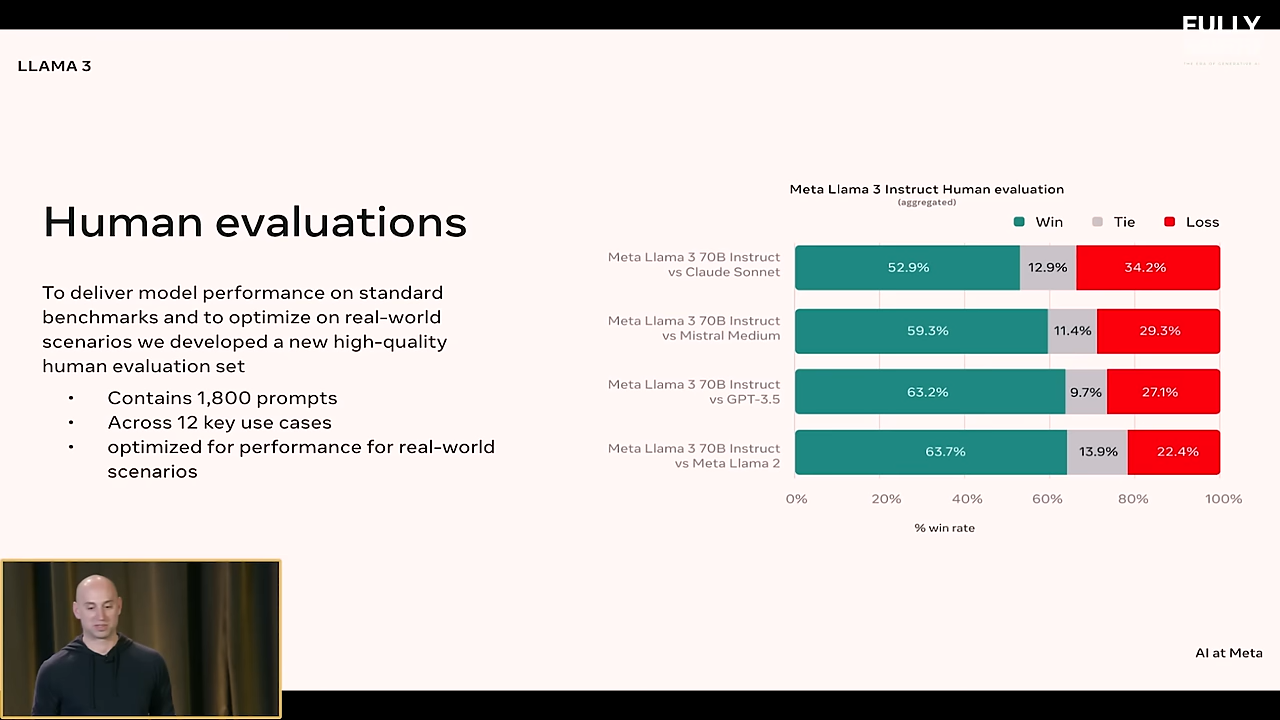 FULLY
LLAMA 3
Human evaluations
To deliver model performance on standard
benchmarks and to optimize on real-world
scenarios we developed a new high-quality
human evaluation set
• Contains 1,800 prompts
• Across 12 key use cases
• optimized for performance for real-world
scenarios
Meta Llama 3 Instruct Human evaluation
(aggregated)
Win Tie Loss
Meta Llama 3 70B Instruct
vs Claude Sonnet
52.9% 12.9% 34.2%
Meta Llama 3 70B Instruct
vs Mistral Medium
59.3% 11.4% 29.3%
Meta Llama 3 70B Instruct
vs GPT-3.5
63.2% 9.7% 27.1%
Meta Llama 3 70B Instruct
vs Meta Llama 2
63.7% 13.9% 22.4%
0% 20% 40% 60% 80% 100%
% win rate
AI at Meta